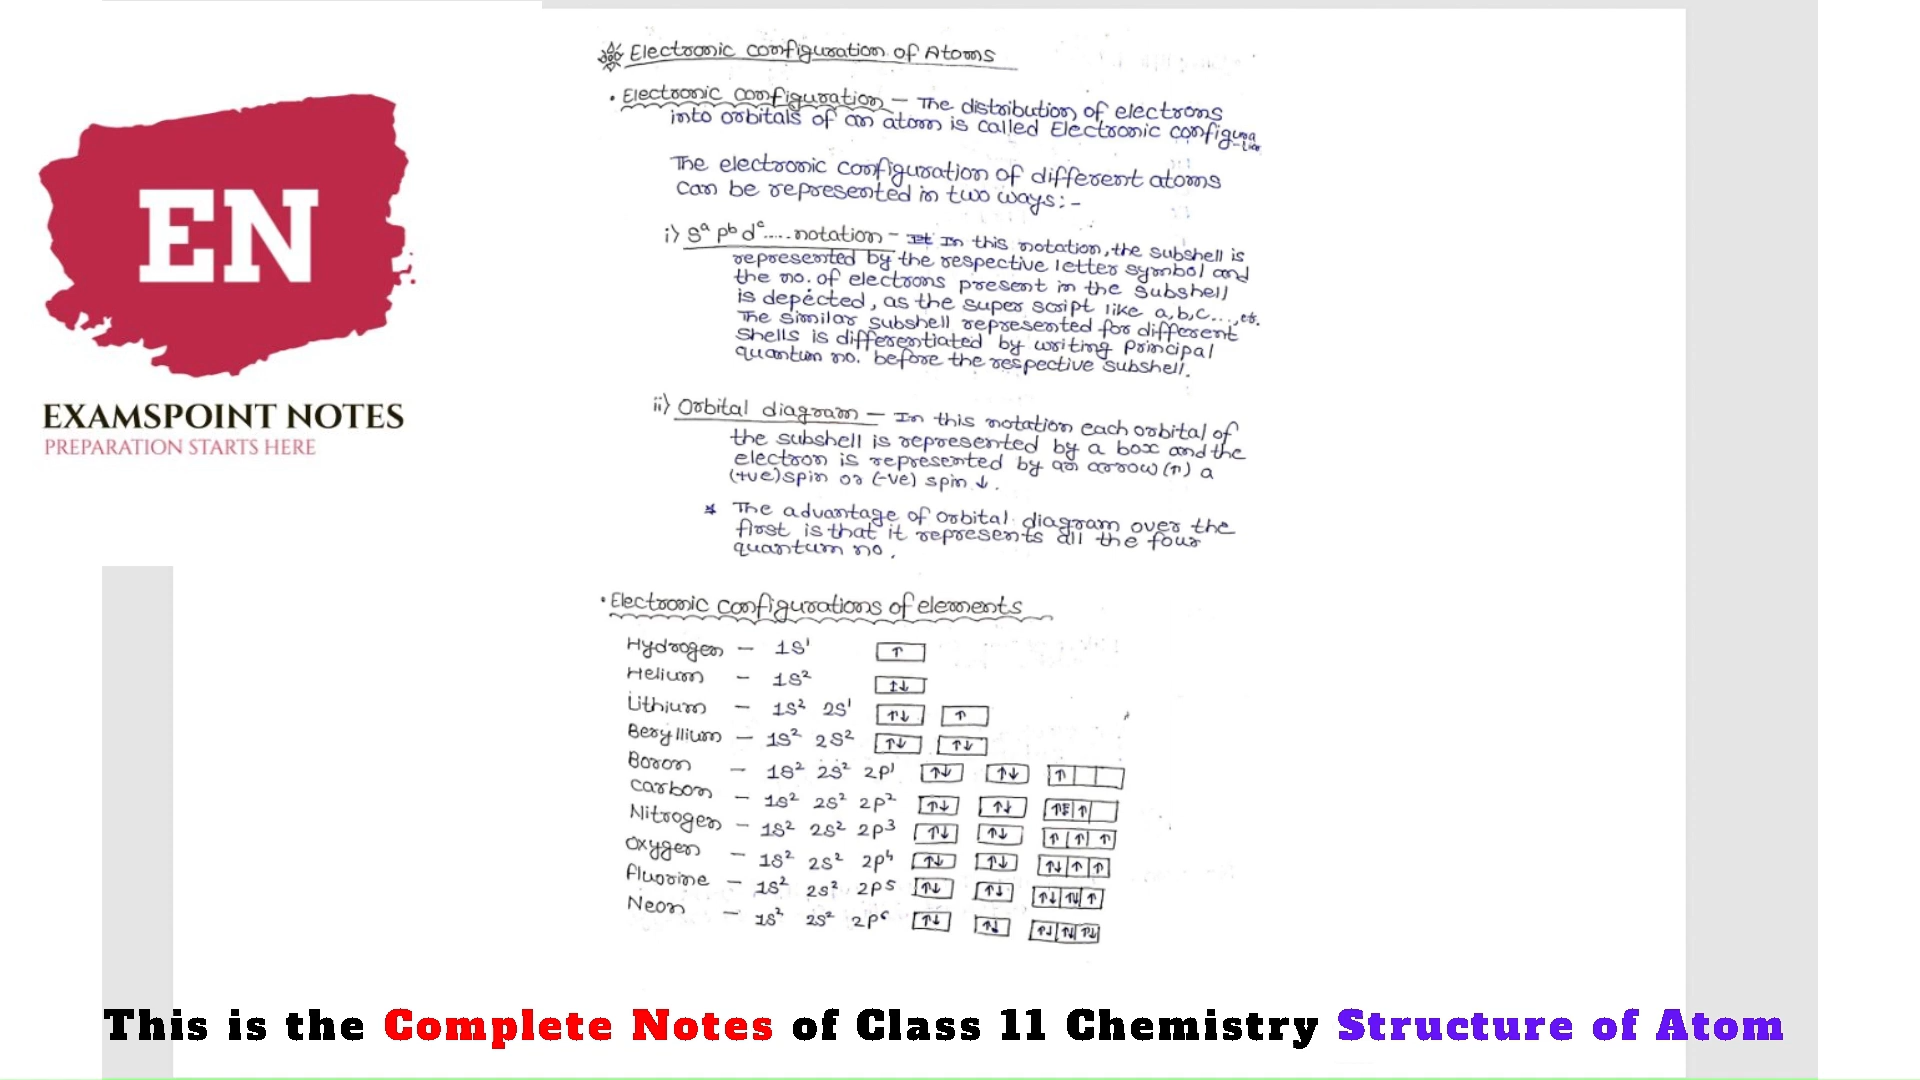 Electronic configuration of Atoms
• Electronic configuration – The distribution of electrons
into orbitals of an atom is called Electronic configura
-tion
The electronic configuration of different atoms
can be represented in two ways:-
i) sᵃ pᵇ dᶜ..... notation – In this notation, the subshell is
represented by the respective letter symbol and
the no. of electrons present in the subshell
is depected, as the super script like a,b,c...., etc.
The similar subshell represented for different
shells is differentiated by writing Principal
quantum no. before the respective subshell.
ii) Orbital diagram – In this notation each orbital of
the subshell is represented by a box and the
electron is represented by an arrow (↑) a
(+ve) spin or (-ve) spin ↓.
* The advantage of orbital diagram over the
first is that it represents all the four
quantum no.
• Electronic configurations of elements
Hydrogen – 1s¹ ↑
Helium – 1s² ↑↓
Lithium – 1s² 2s¹ ↑↓ ↑
Beryllium – 1s² 2s² ↑↓ ↑↓
Boron – 1s² 2s² 2p¹ ↑↓ ↑↓ ↑
Carbon – 1s² 2s² 2p² ↑↓ ↑↓ ↑ ↑
Nitrogen – 1s² 2s² 2p³ ↑↓ ↑↓ ↑ ↑ ↑
Oxygen – 1s² 2s² 2p⁴ ↑↓ ↑↓ ↑↓ ↑ ↑
Fluorine – 1s² 2s² 2p⁵ ↑↓ ↑↓ ↑↓ ↑↓ ↑
Neon – 1s² 2s² 2p⁶ ↑↓ ↑↓ ↑↓ ↑↓ ↑↓
EN
EXAMSPOINT NOTES
PREPARATION STARTS HERE
This is the Complete Notes of Class 11 Chemistry Structure of Atom